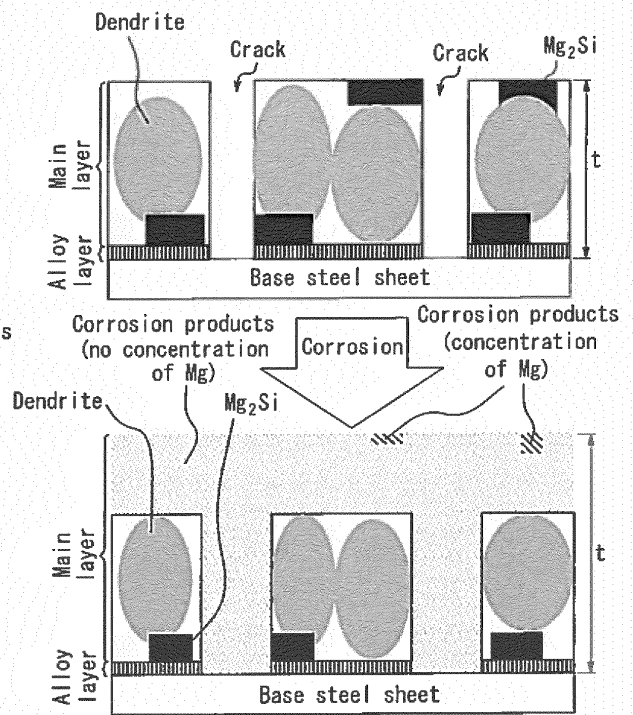 Dendrite
Crack
Crack
Mg₂Si
Main
layer
Alloy
layer
t
Base steel sheet
s
Corrosion products
(no concentration
of Mg)
Corrosion
Corrosion products
(concentration
of Mg)
Dendrite
Mg₂Si
Main
layer
Alloy
layer
t
Base steel sheet